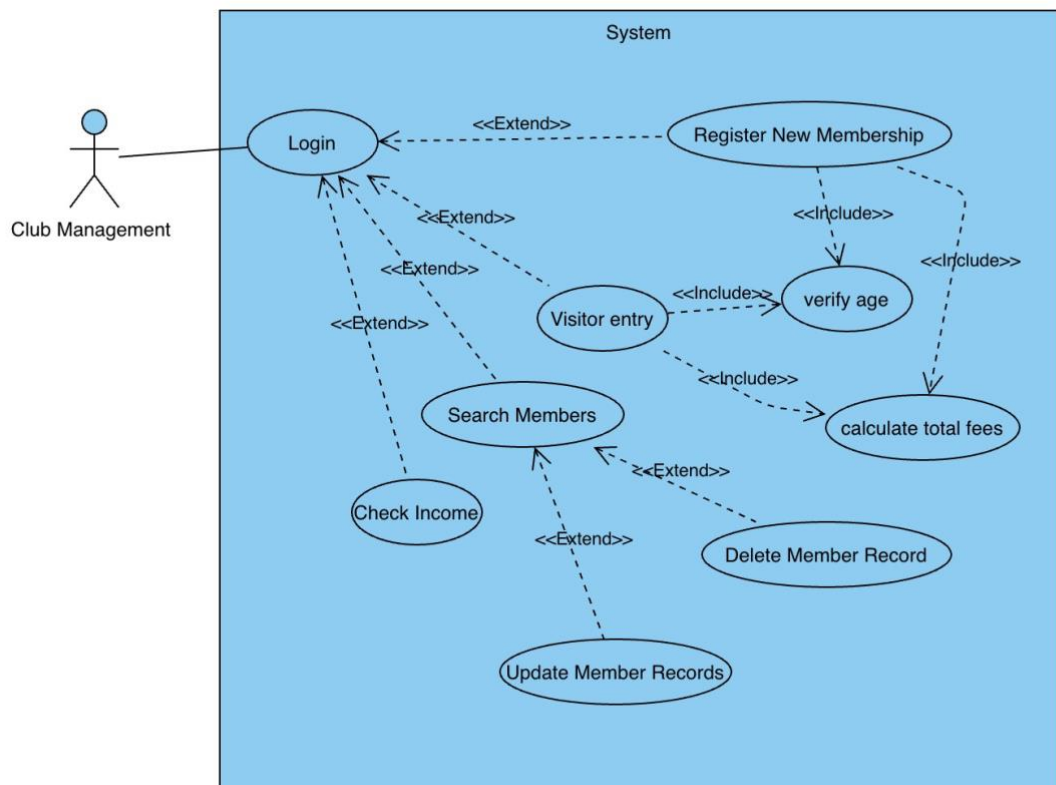 System
Login
<<Extend>>
Register New Membership
Club Management
<<Extend>>
<<Include>>
<<Include>>
<<Extend>>
<<Include>>
verify age
Visitor entry
<<Extend>>
<<Include>>
Search Members
calculate total fees
<<Extend>>
Check Income
<<Extend>>
Delete Member Record
Update Member Records